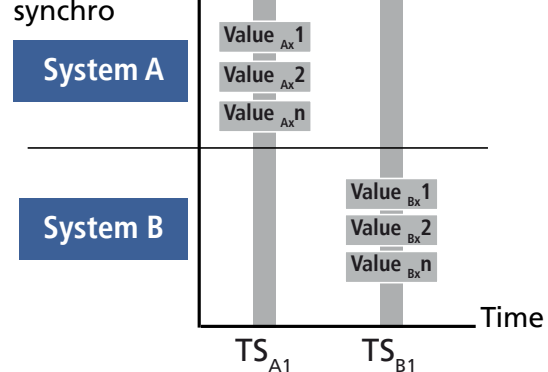 synchro
System A
Value Ax1
Value Ax2
Value Axn
System B
Value Bx1
Value Bx2
Value Bxn
Time
TSA1
TSB1